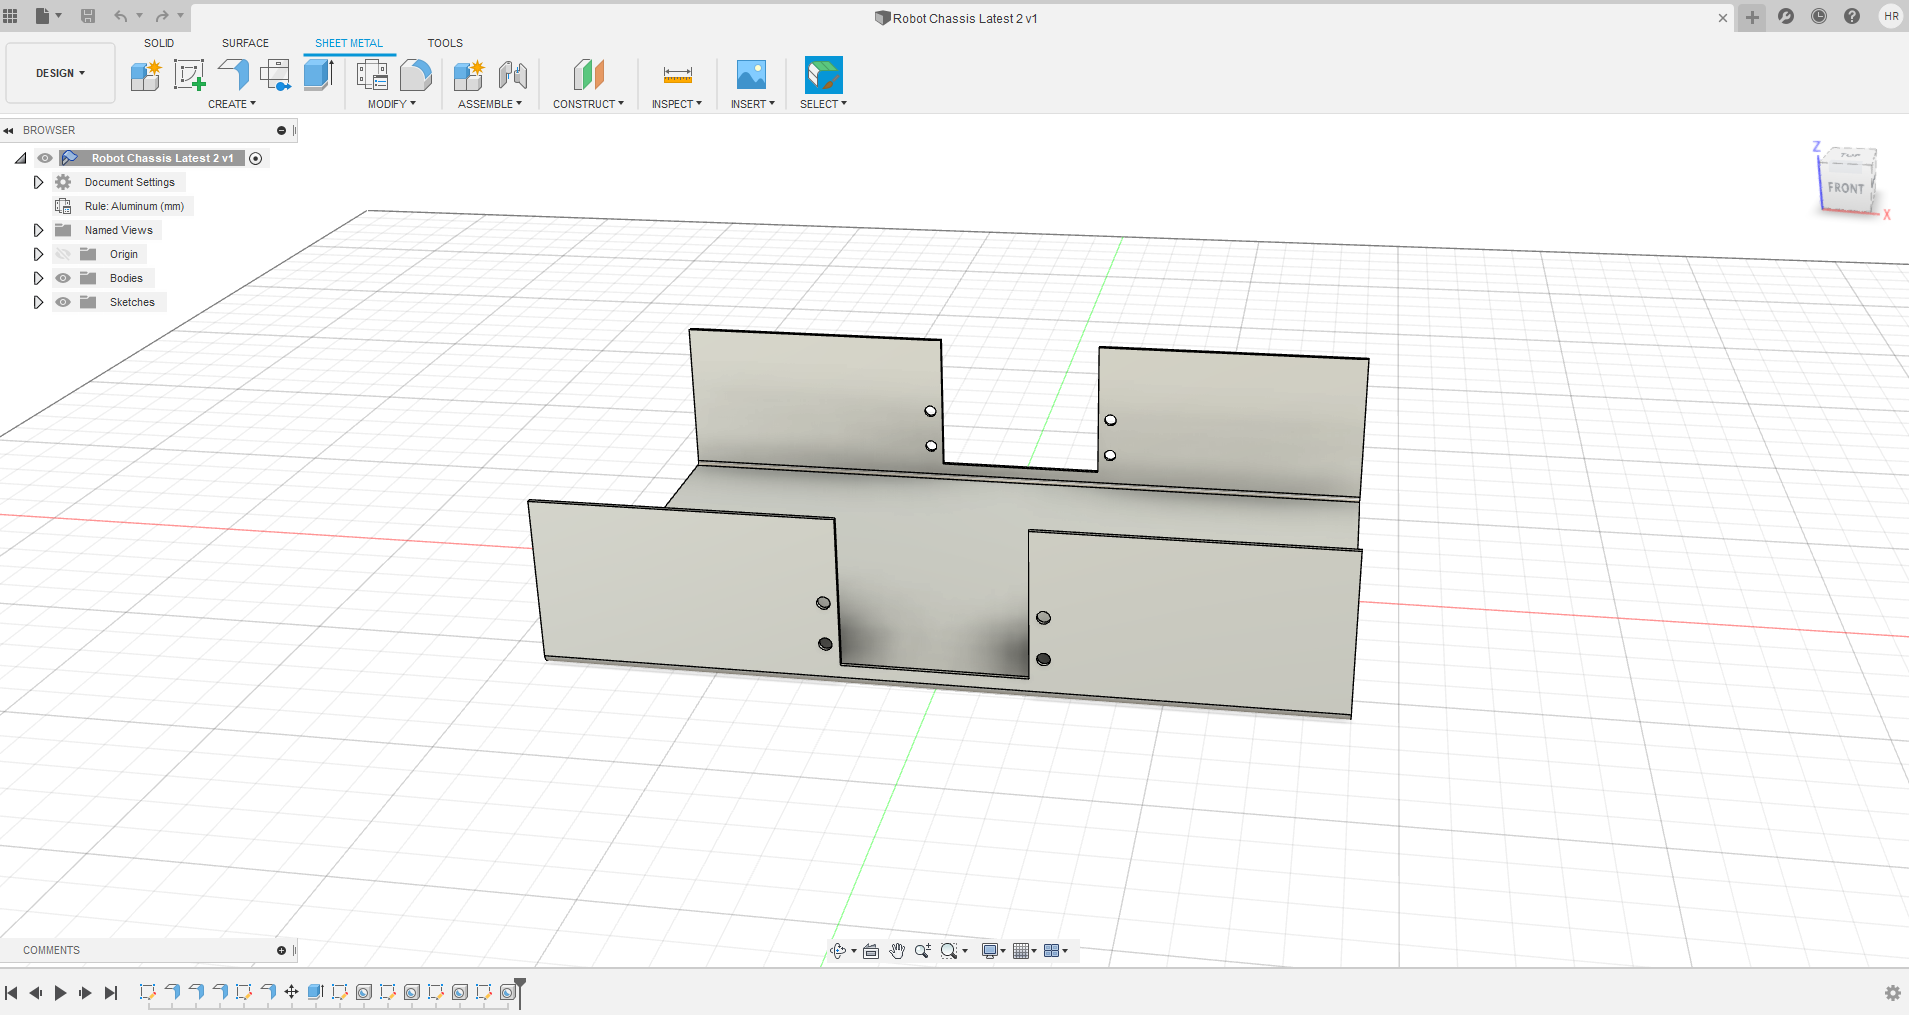 Robot Chassis Latest 2 v1
HR
SOLID
SURFACE
SHEET METAL
TOOLS
DESIGN
CREATE
MODIFY
ASSEMBLE
CONSTRUCT
INSPECT
INSERT
SELECT
BROWSER
Robot Chassis Latest 2 v1
Document Settings
Rule: Aluminum (mm)
Named Views
Origin
Bodies
Sketches
Z
TOP
FRONT
X
COMMENTS